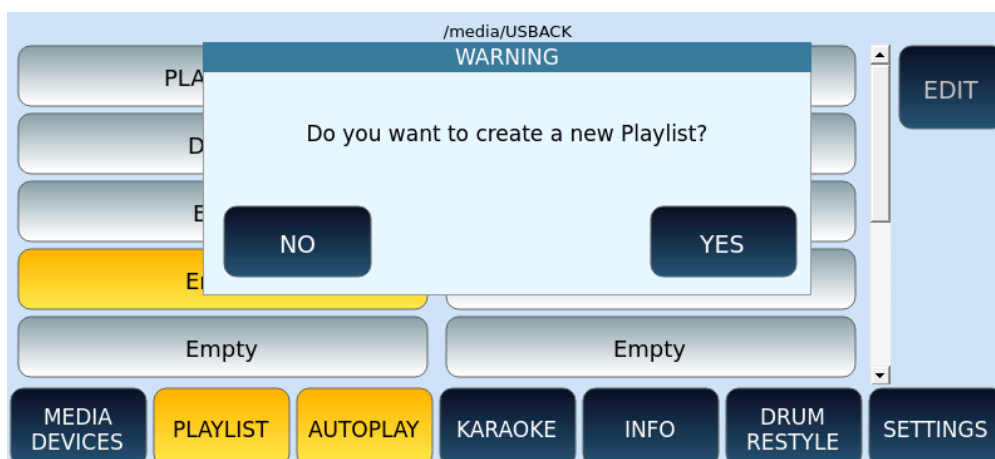 /media/USBACK
WARNING
Do you want to create a new Playlist?
NO
YES
EDIT
Empty
Empty
MEDIA
DEVICES
PLAYLIST
AUTOPLAY
KARAOKE
INFO
DRUM
RESTYLE
SETTINGS